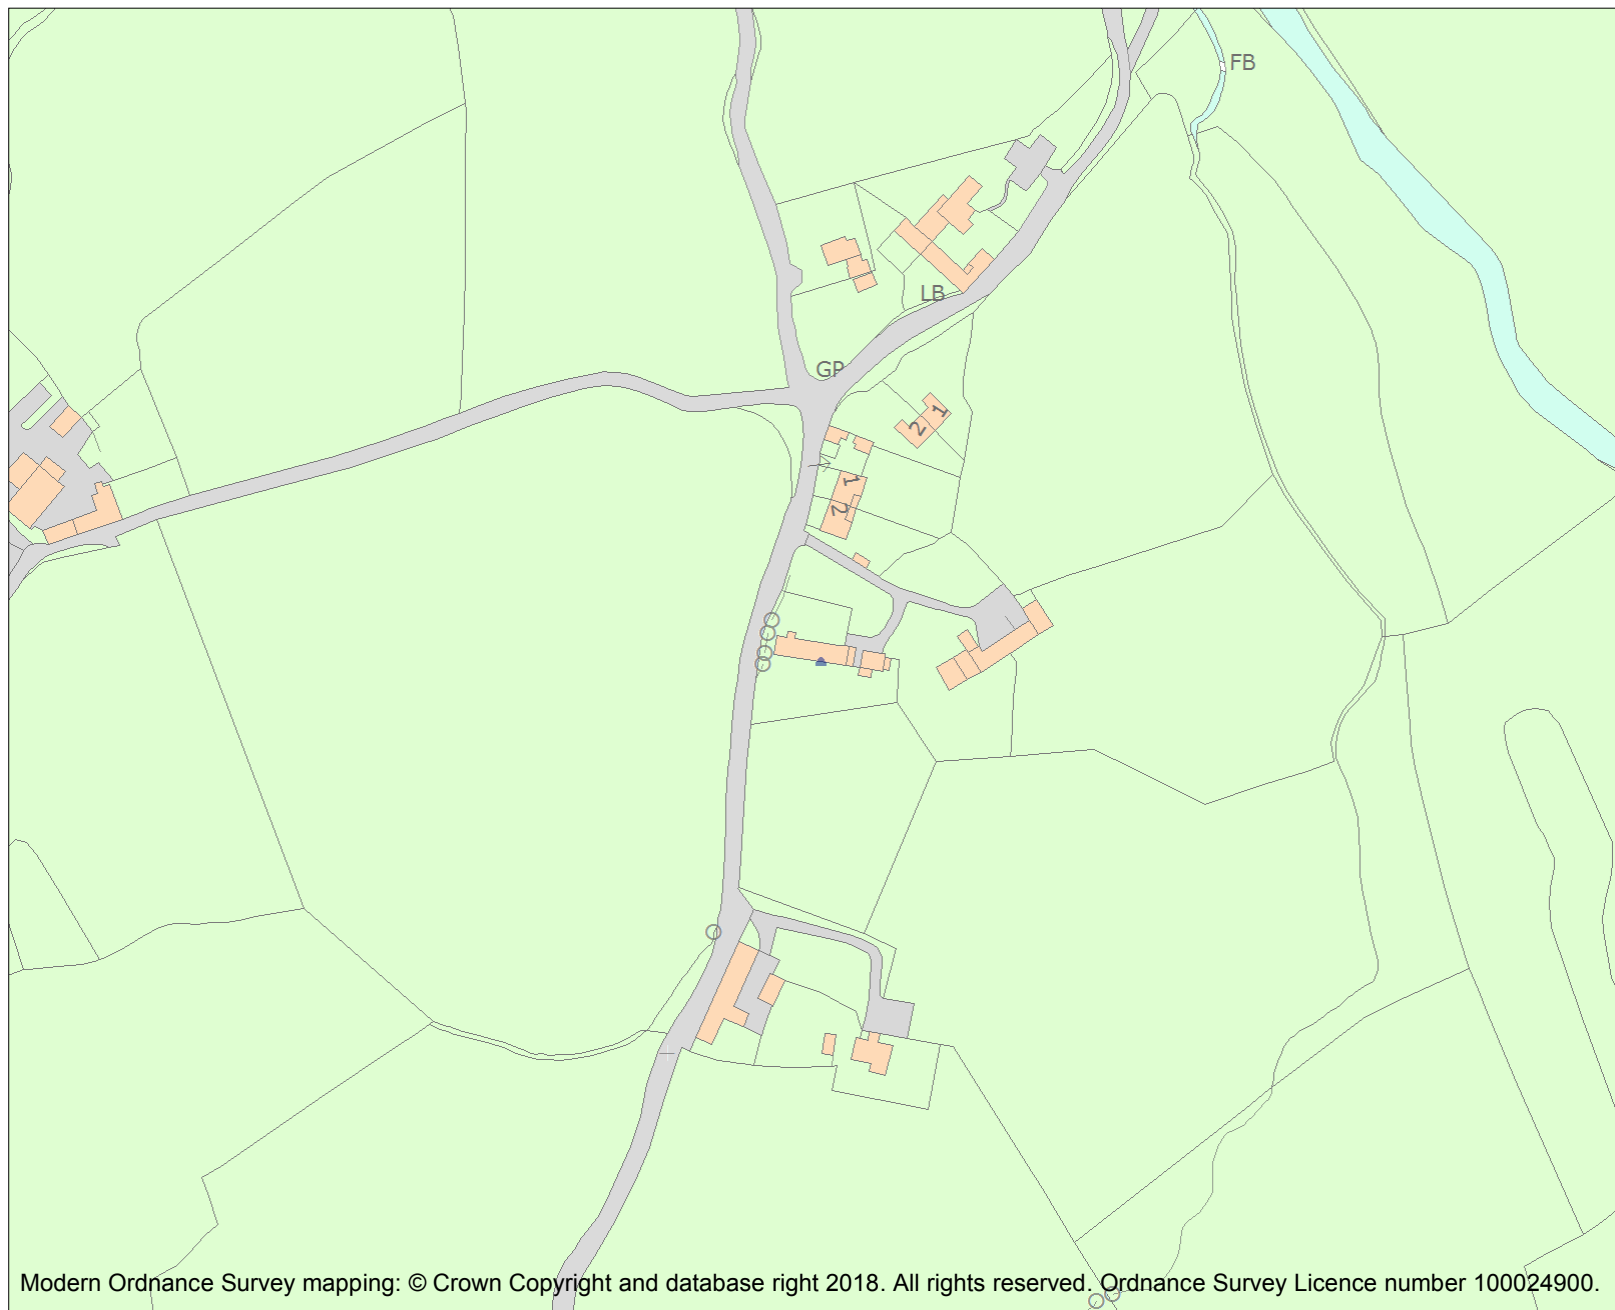 FB
LB
GP
1
2
1
2
Modern Ordnance Survey mapping: © Crown Copyright and database right 2018. All rights reserved. Ordnance Survey Licence number 100024900.